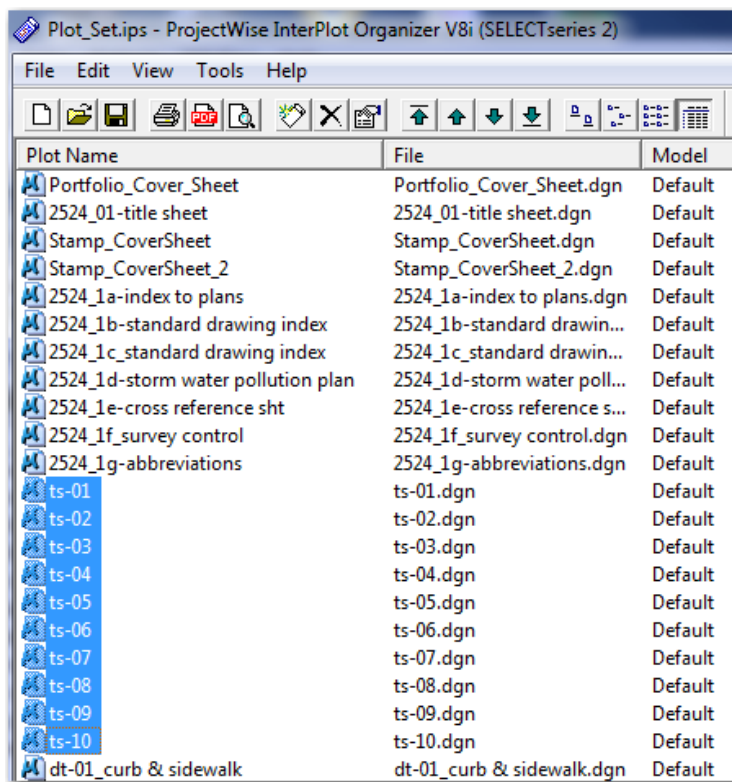 Plot_Set.ips - ProjectWise InterPlot Organizer V8i (SELECTseries 2)
File Edit View Tools Help
PDF
Plot Name File Model
Portfolio_Cover_Sheet Portfolio_Cover_Sheet.dgn Default
2524_01-title sheet 2524_01-title sheet.dgn Default
Stamp_CoverSheet Stamp_CoverSheet.dgn Default
Stamp_CoverSheet_2 Stamp_CoverSheet_2.dgn Default
2524_1a-index to plans 2524_1a-index to plans.dgn Default
2524_1b-standard drawing index 2524_1b-standard drawin... Default
2524_1c_standard drawing index 2524_1c_standard drawin... Default
2524_1d-storm water pollution plan 2524_1d-storm water poll... Default
2524_1e-cross reference sht 2524_1e-cross reference s... Default
2524_1f_survey control 2524_1f_survey control.dgn Default
2524_1g-abbreviations 2524_1g-abbreviations.dgn Default
ts-01 ts-01.dgn Default
ts-02 ts-02.dgn Default
ts-03 ts-03.dgn Default
ts-04 ts-04.dgn Default
ts-05 ts-05.dgn Default
ts-06 ts-06.dgn Default
ts-07 ts-07.dgn Default
ts-08 ts-08.dgn Default
ts-09 ts-09.dgn Default
ts-10 ts-10.dgn Default
dt-01_curb & sidewalk dt-01_curb & sidewalk.dgn Default